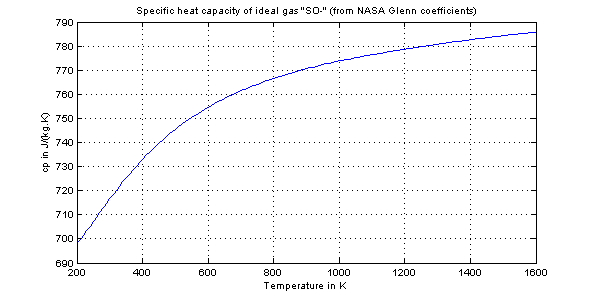 Specific heat capacity of ideal gas "SO-" (from NASA Glenn coefficients)
790
780
770
760
750
740
730
720
710
700
690
cp in J/(kg.K)
200 400 600 800 1000 1200 1400 1600
Temperature in K